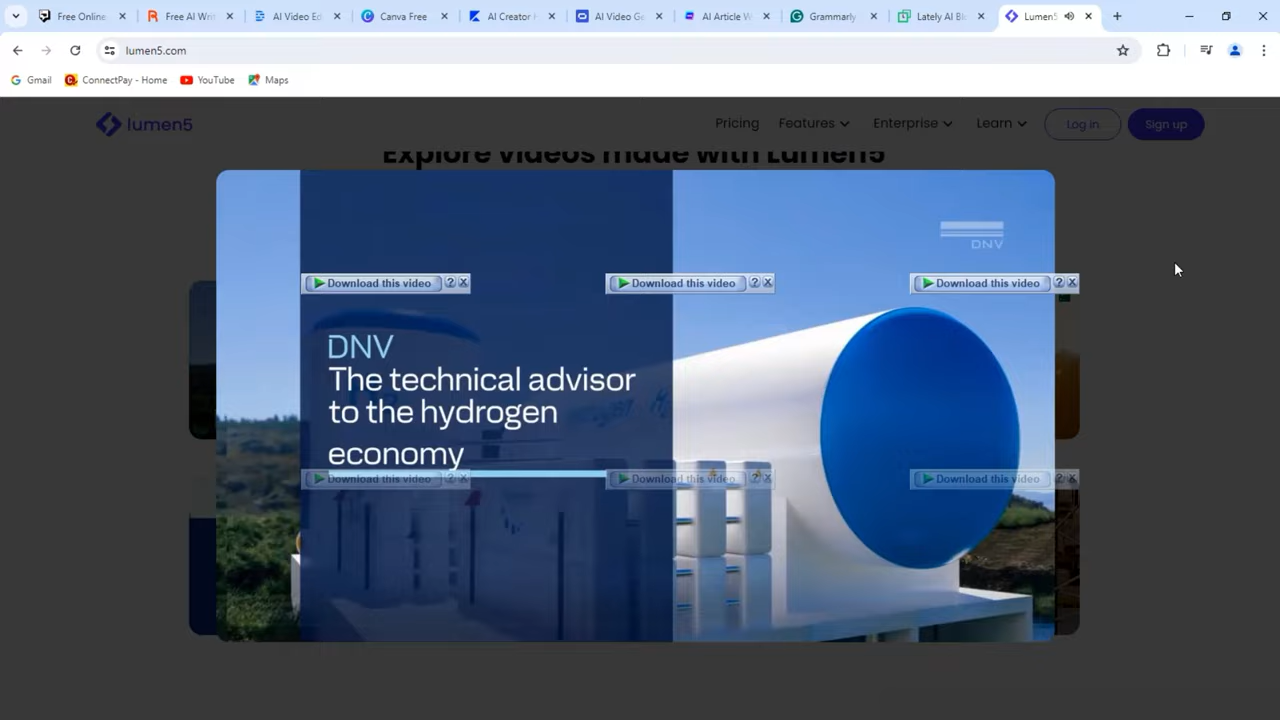 Free Online
Free AI Writ
AI Video Ed
Canva Free
AI Creator
AI Video Ge
AI Article W
Grammarly
Lately AI Blo
Lumen5
lumen5.com
Gmail
ConnectPay - Home
YouTube
Maps
lumen5
Pricing
Features
Enterprise
Learn
Log in
Sign up
Explore videos made with Lumen5
DNV
Download this video ?
Download this video ?
Download this video ?
DNV
The technical advisor
to the hydrogen
economy
Download this video ?
Download this video ?
Download this video ?